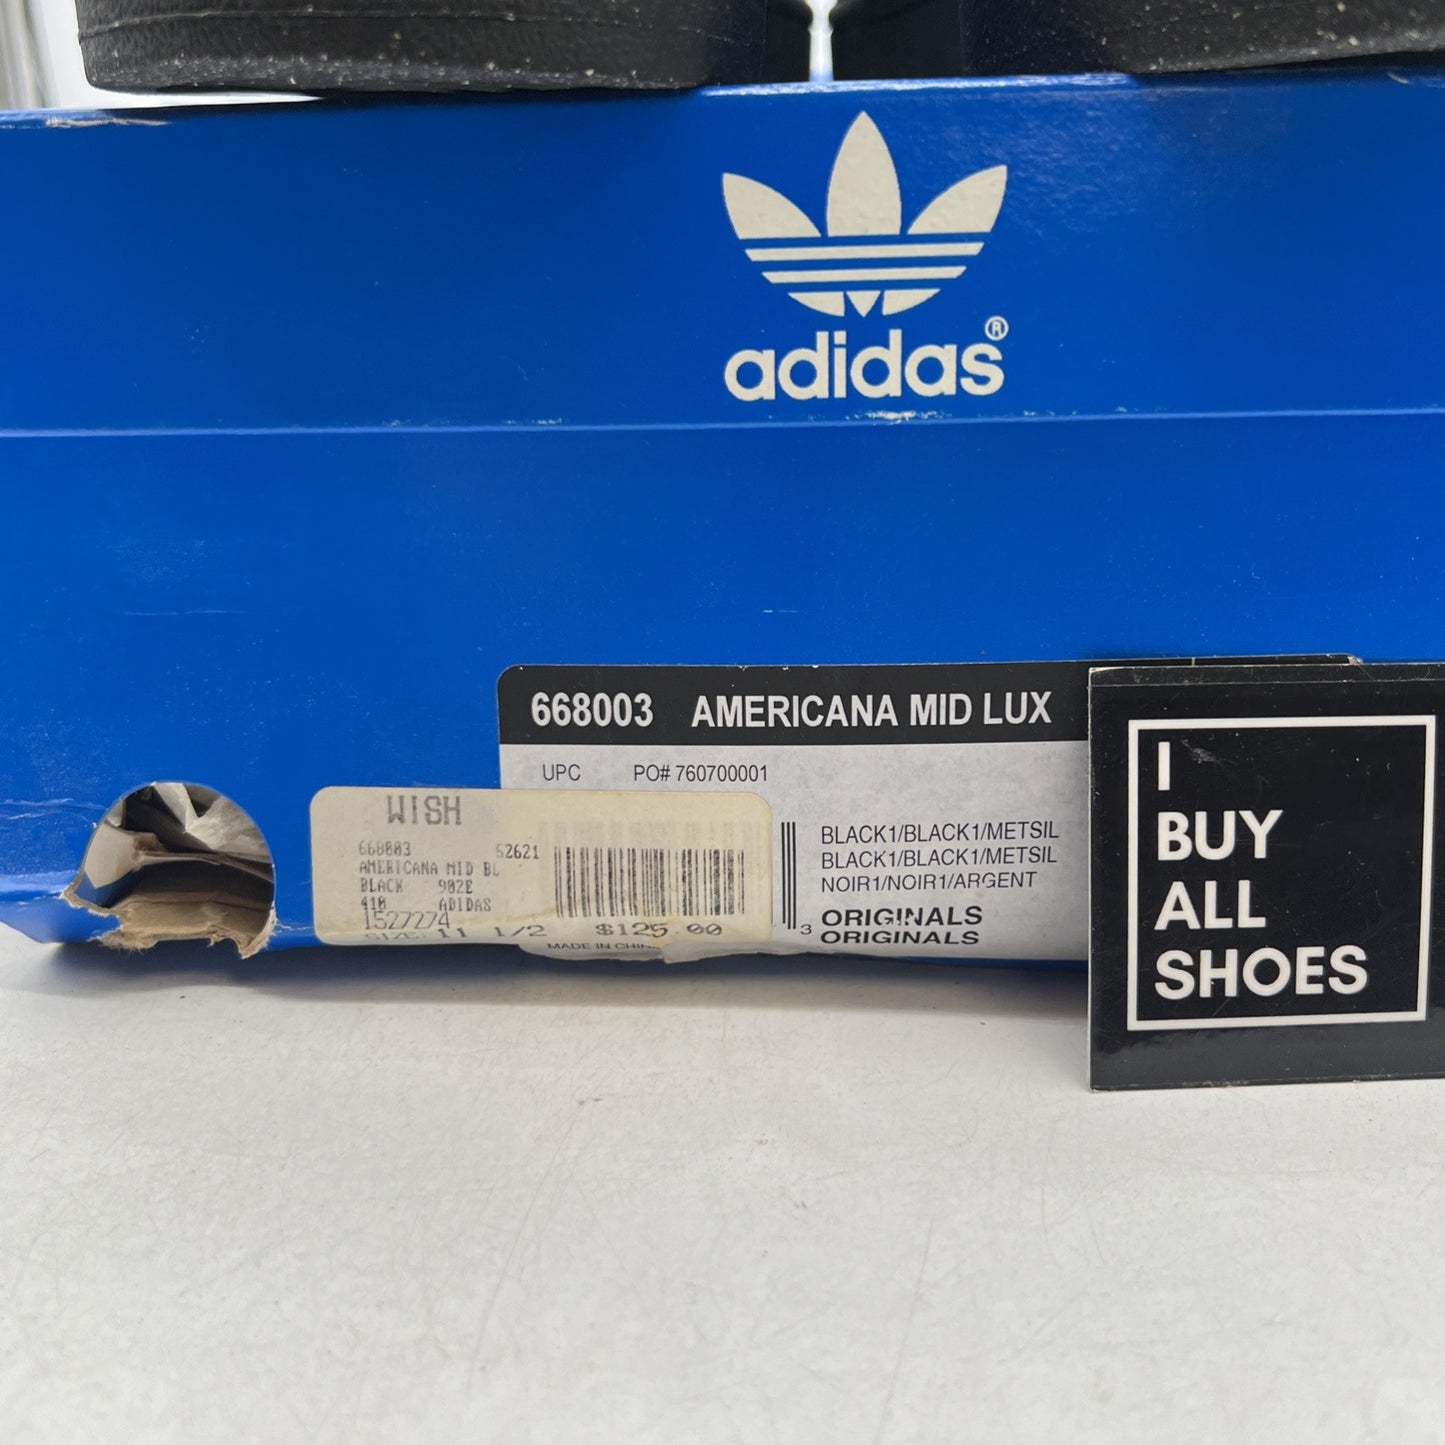 adidas®
668003 AMERICANA MID LUX
UPC PO# 760700001
WISH
668003 52621
AMERICANA MID BL
BLACK 902E
410 ADIDAS
1527274
SIZE: 11 1/2 $125.00
MADE IN CHINA
3
BLACK1/BLACK1/METSIL
BLACK1/BLACK1/METSIL
NOIR1/NOIR1/ARGENT
ORIGINALS
ORIGINALS
I
BUY
ALL
SHOES